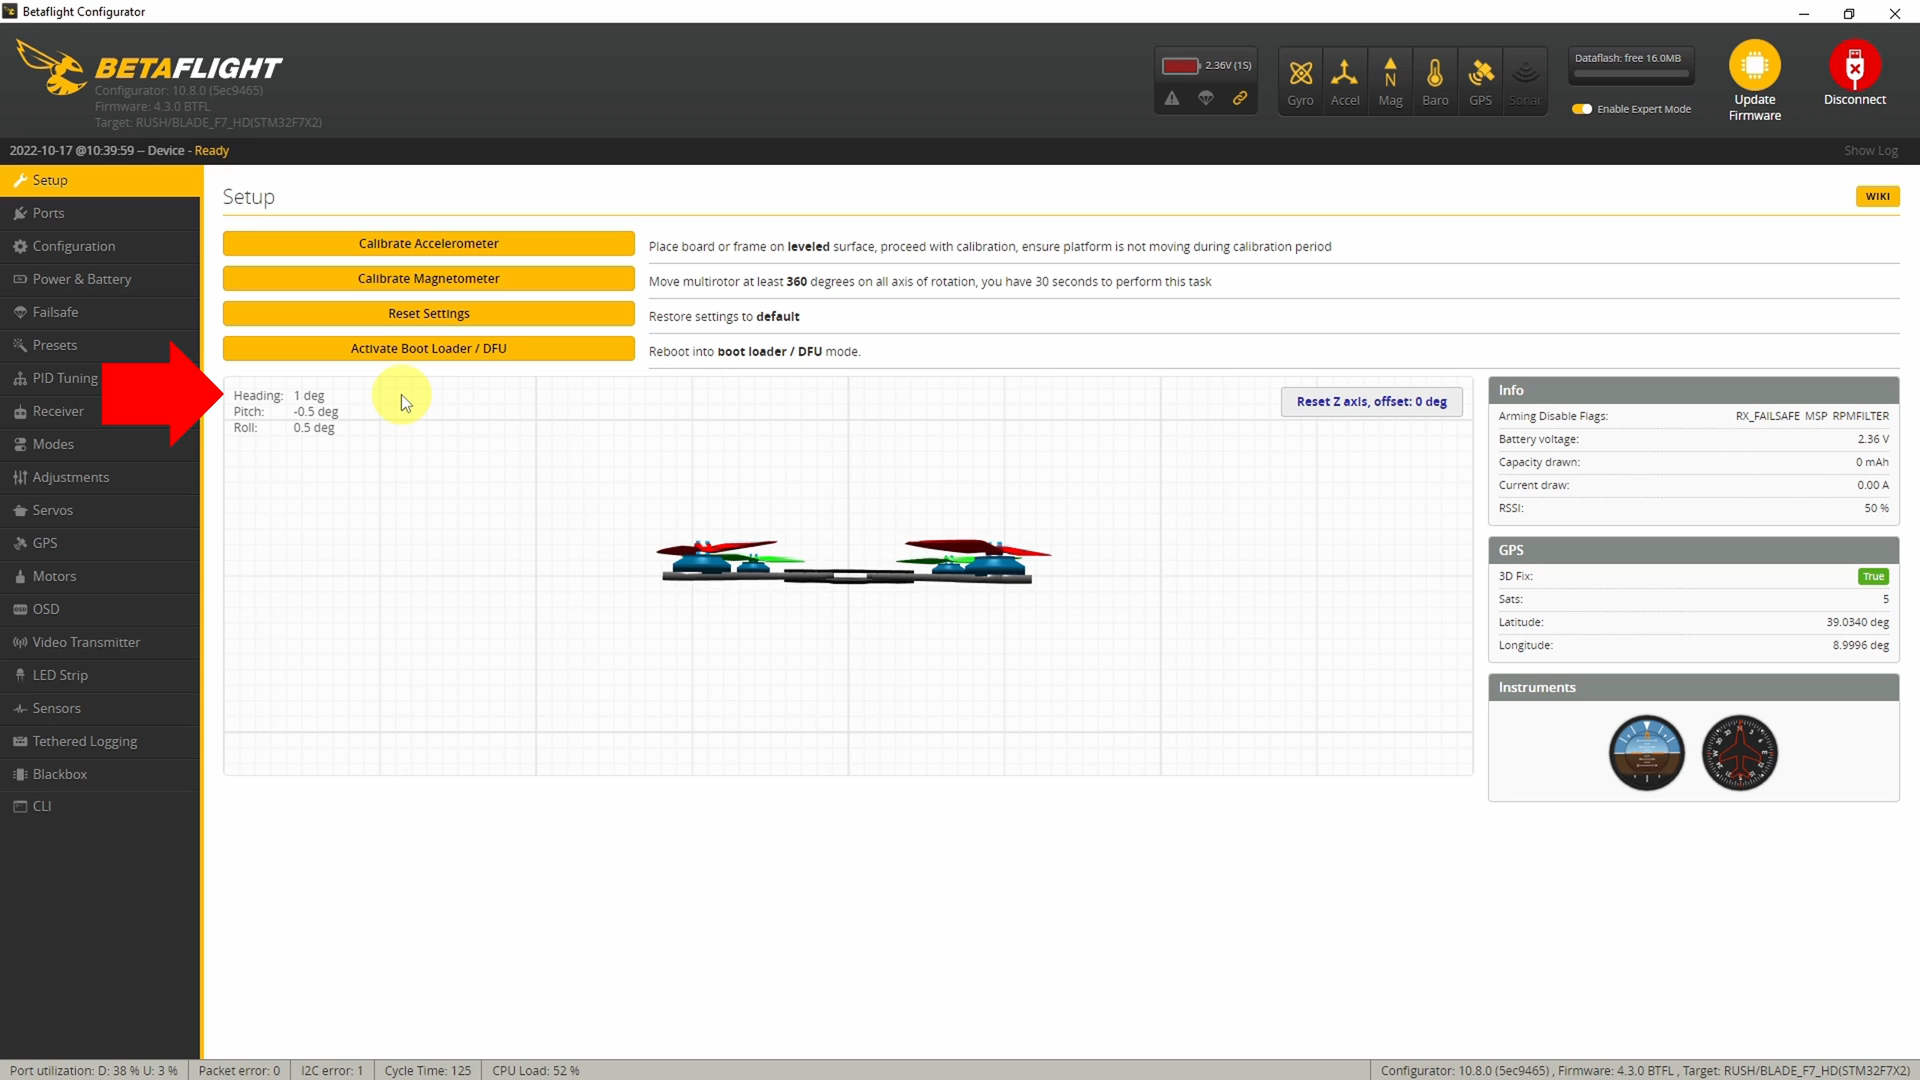 Betaflight Configurator
BETAFLIGHT
Configurator: 10.8.0 (5ec9465)
Firmware: 4.3.0 BTFL
Target: RUSH/BLADE_F7_HD(STM32F7X2)
2.36V (1S)
Gyro
Accel
Mag
Baro
GPS
Sonar
Dataflash: free 16.0MB
Enable Expert Mode
Update
Firmware
Disconnect
2022-10-17 @10:39:59 -- Device - Ready
Show Log
Setup
Ports
Configuration
Power & Battery
Failsafe
Presets
PID Tuning
Receiver
Modes
Adjustments
Servos
GPS
Motors
OSD
Video Transmitter
LED Strip
Sensors
Tethered Logging
Blackbox
CLI
Setup
WIKI
Calibrate Accelerometer
Place board or frame on leveled surface, proceed with calibration, ensure platform is not moving during calibration period
Calibrate Magnetometer
Move multirotor at least 360 degrees on all axis of rotation, you have 30 seconds to perform this task
Reset Settings
Restore settings to default
Activate Boot Loader / DFU
Reboot into boot loader / DFU mode.
Heading: 1 deg
Pitch: -0.5 deg
Roll: 0.5 deg
Reset Z axis, offset: 0 deg
Info
Arming Disable Flags: RX_FAILSAFE MSP RPMFILTER
Battery voltage: 2.36 V
Capacity drawn: 0 mAh
Current draw: 0.00 A
RSSI: 50 %
GPS
3D Fix: True
Sats: 5
Latitude: 39.0340 deg
Longitude: 8.9996 deg
Instruments
Port utilization: D: 38 % U: 3 %
Packet error: 0
I2C error: 1
Cycle Time: 125
CPU Load: 52 %
Configurator: 10.8.0 (5ec9465) , Firmware: 4.3.0 BTFL , Target: RUSH/BLADE_F7_HD(STM32F7X2)